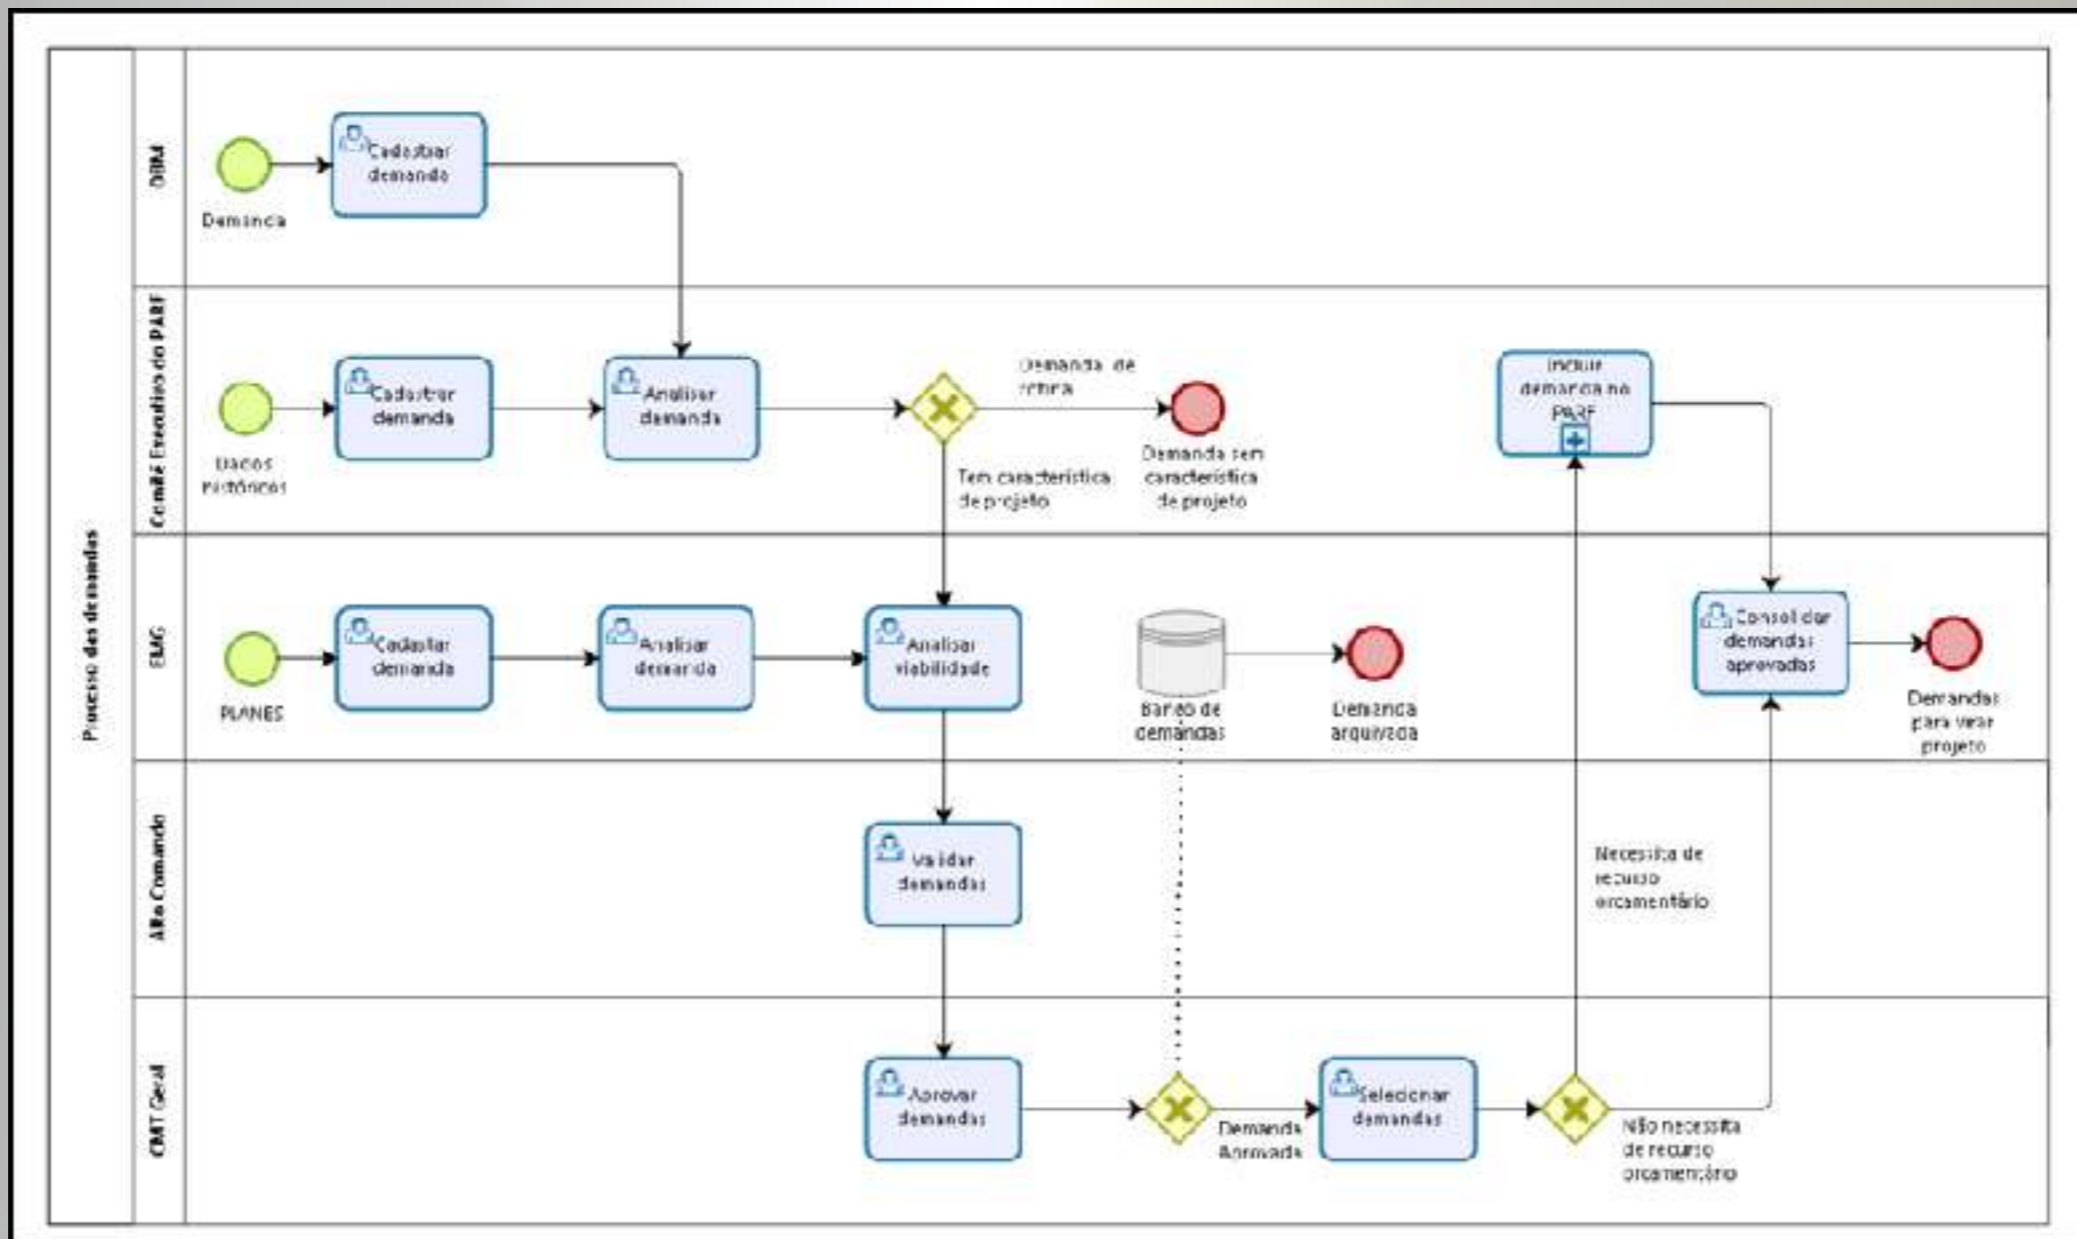 Processo das demandas
OBM
Cadastrar
demanda
Demanda
Comitê Executivo do PARF
Dados
históricos
Cadastrar
demanda
Analisar
demanda
Demanda de
rotina
Demanda sem
característica
de projeto
Tem característica
de projeto
Incluir
demanda no
PARF
EMG
PLANES
Cadastar
demanda
Analisar
demanda
Analisar
viabilidade
Banco de
demandas
Demanda
arquivada
Consolidar
demandas
aprovadas
Demandas
para virar
projeto
Alto Comando
Validar
demandas
Necessita de
recurso
orcamentário
CMT Geral
Aprovar
demandas
Demanda
Aprovada
Selecionar
demandas
Não necessita
de recurso
orcamentário